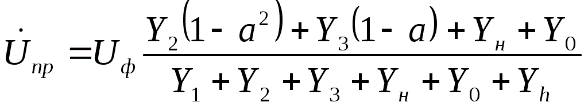 U̇пр = Uф (Y₂(1 - a²) + Y₃(1 - a) + Yн + Y₀) / (Y₁ + Y₂ + Y₃ + Yн + Y₀ + Yh)